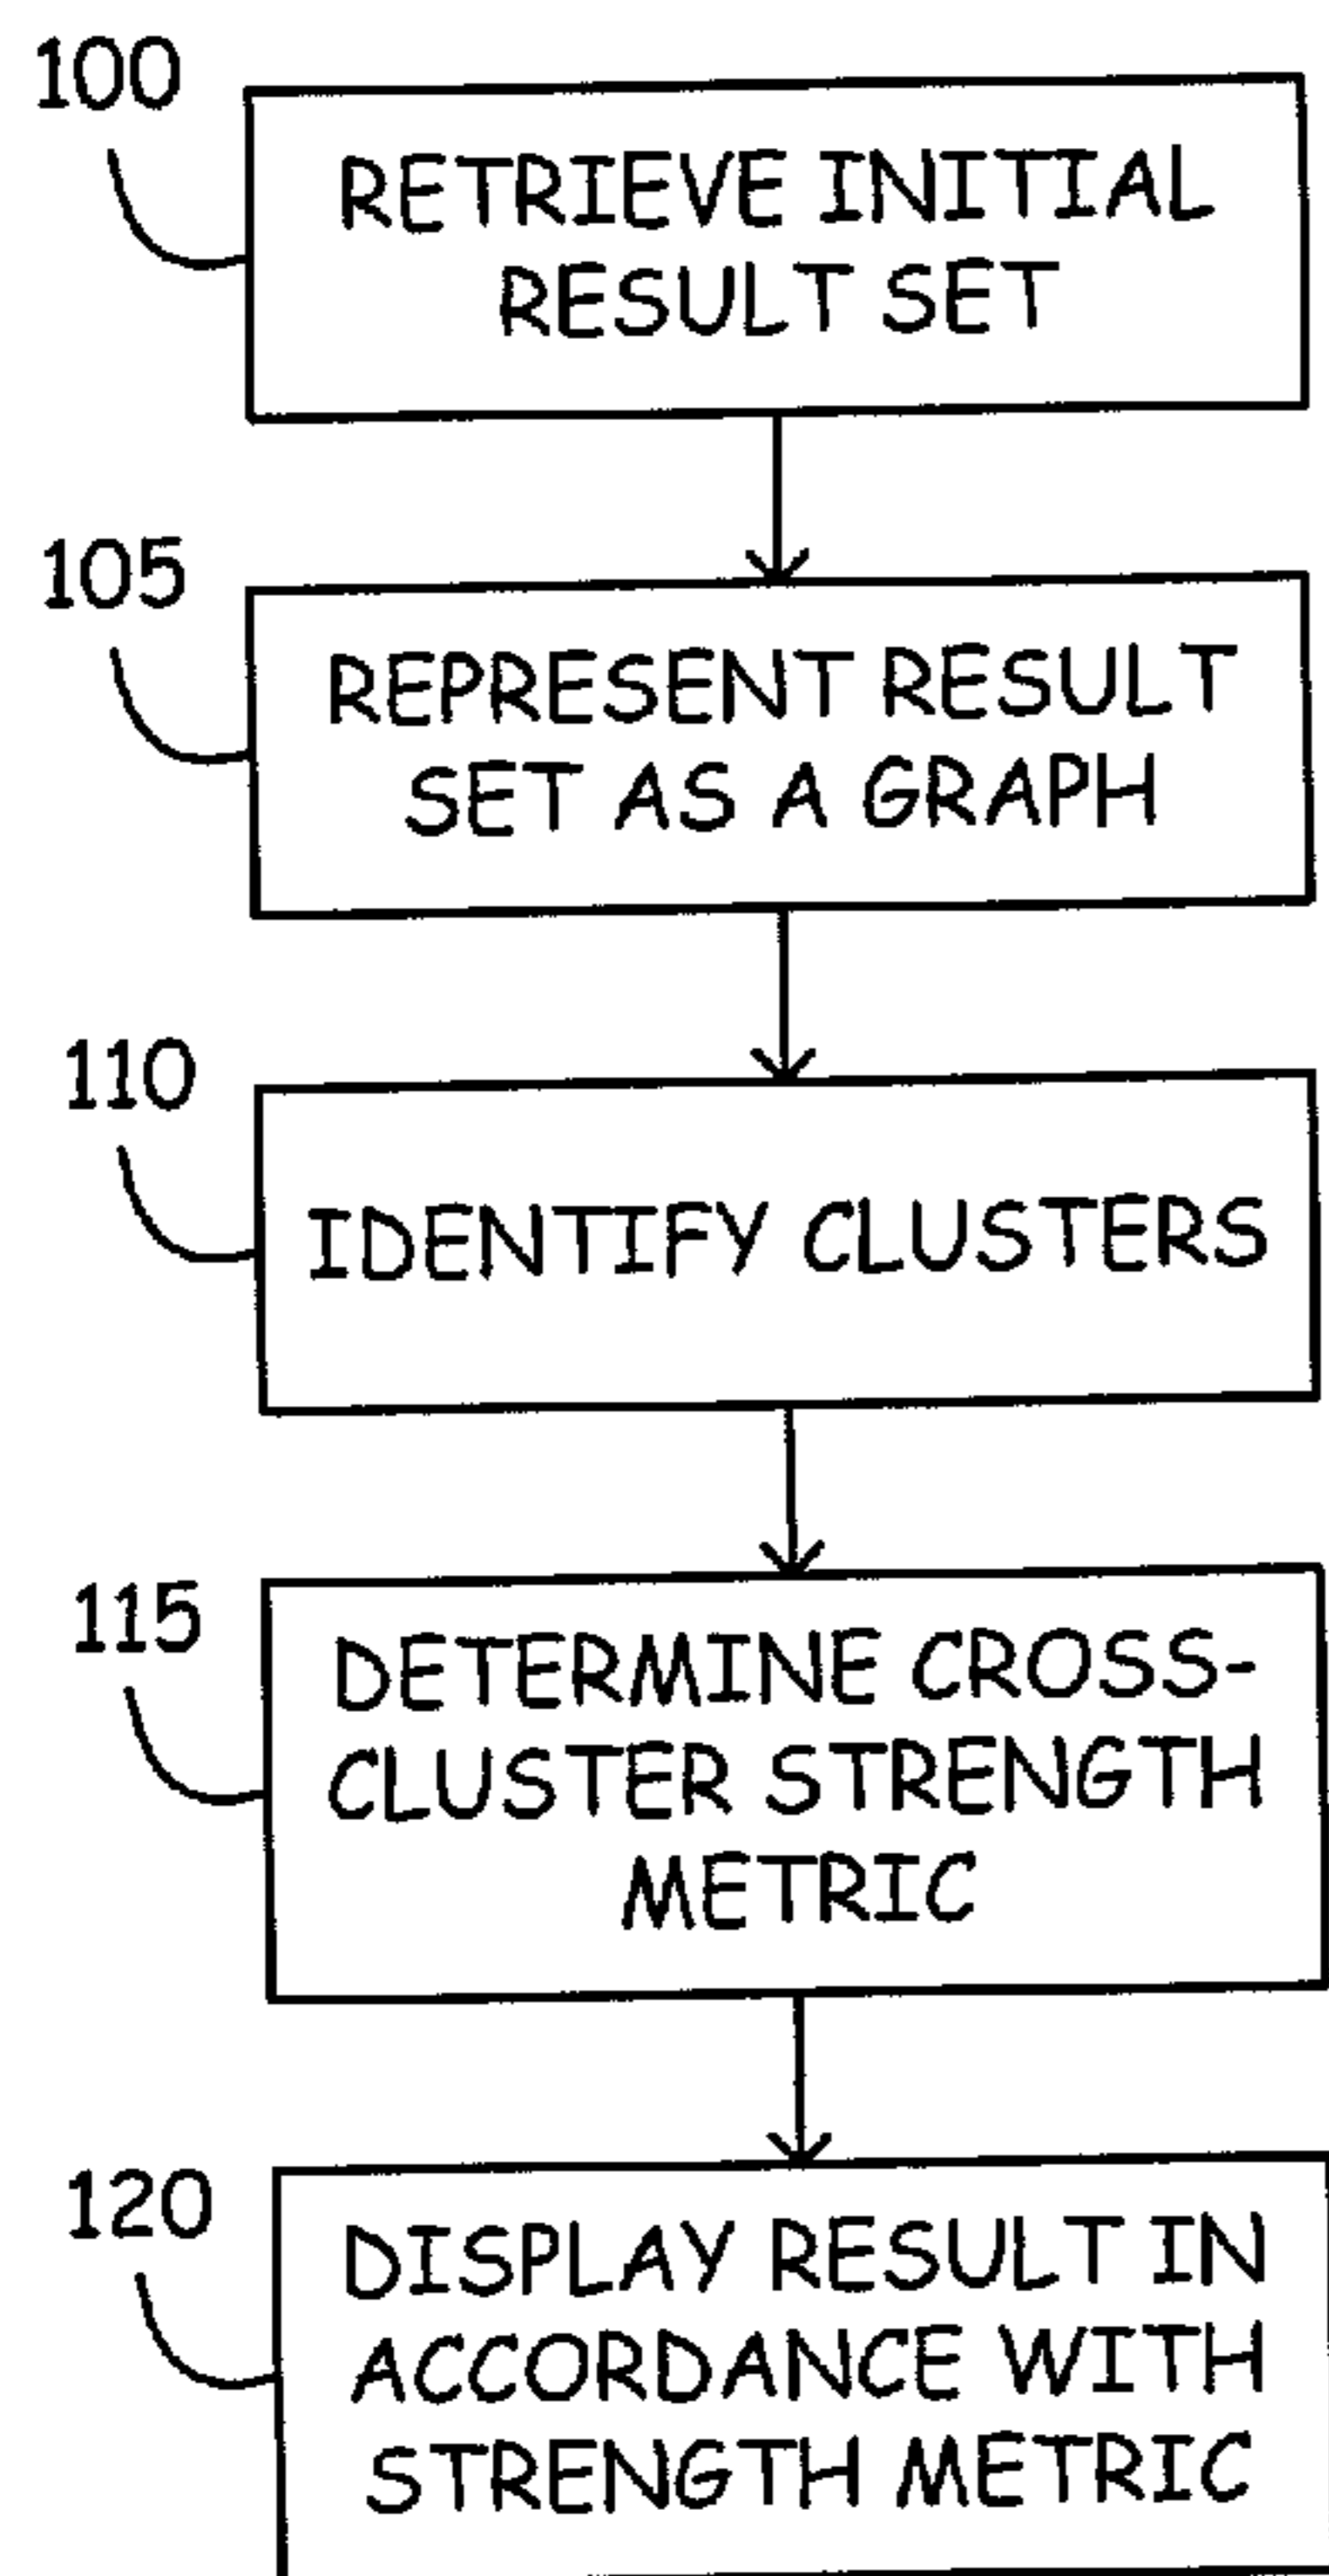 100
RETRIEVE INITIAL
RESULT SET
105
REPRESENT RESULT
SET AS A GRAPH
110
IDENTIFY CLUSTERS
115
DETERMINE CROSS-
CLUSTER STRENGTH
METRIC
120
DISPLAY RESULT IN
ACCORDANCE WITH
STRENGTH METRIC